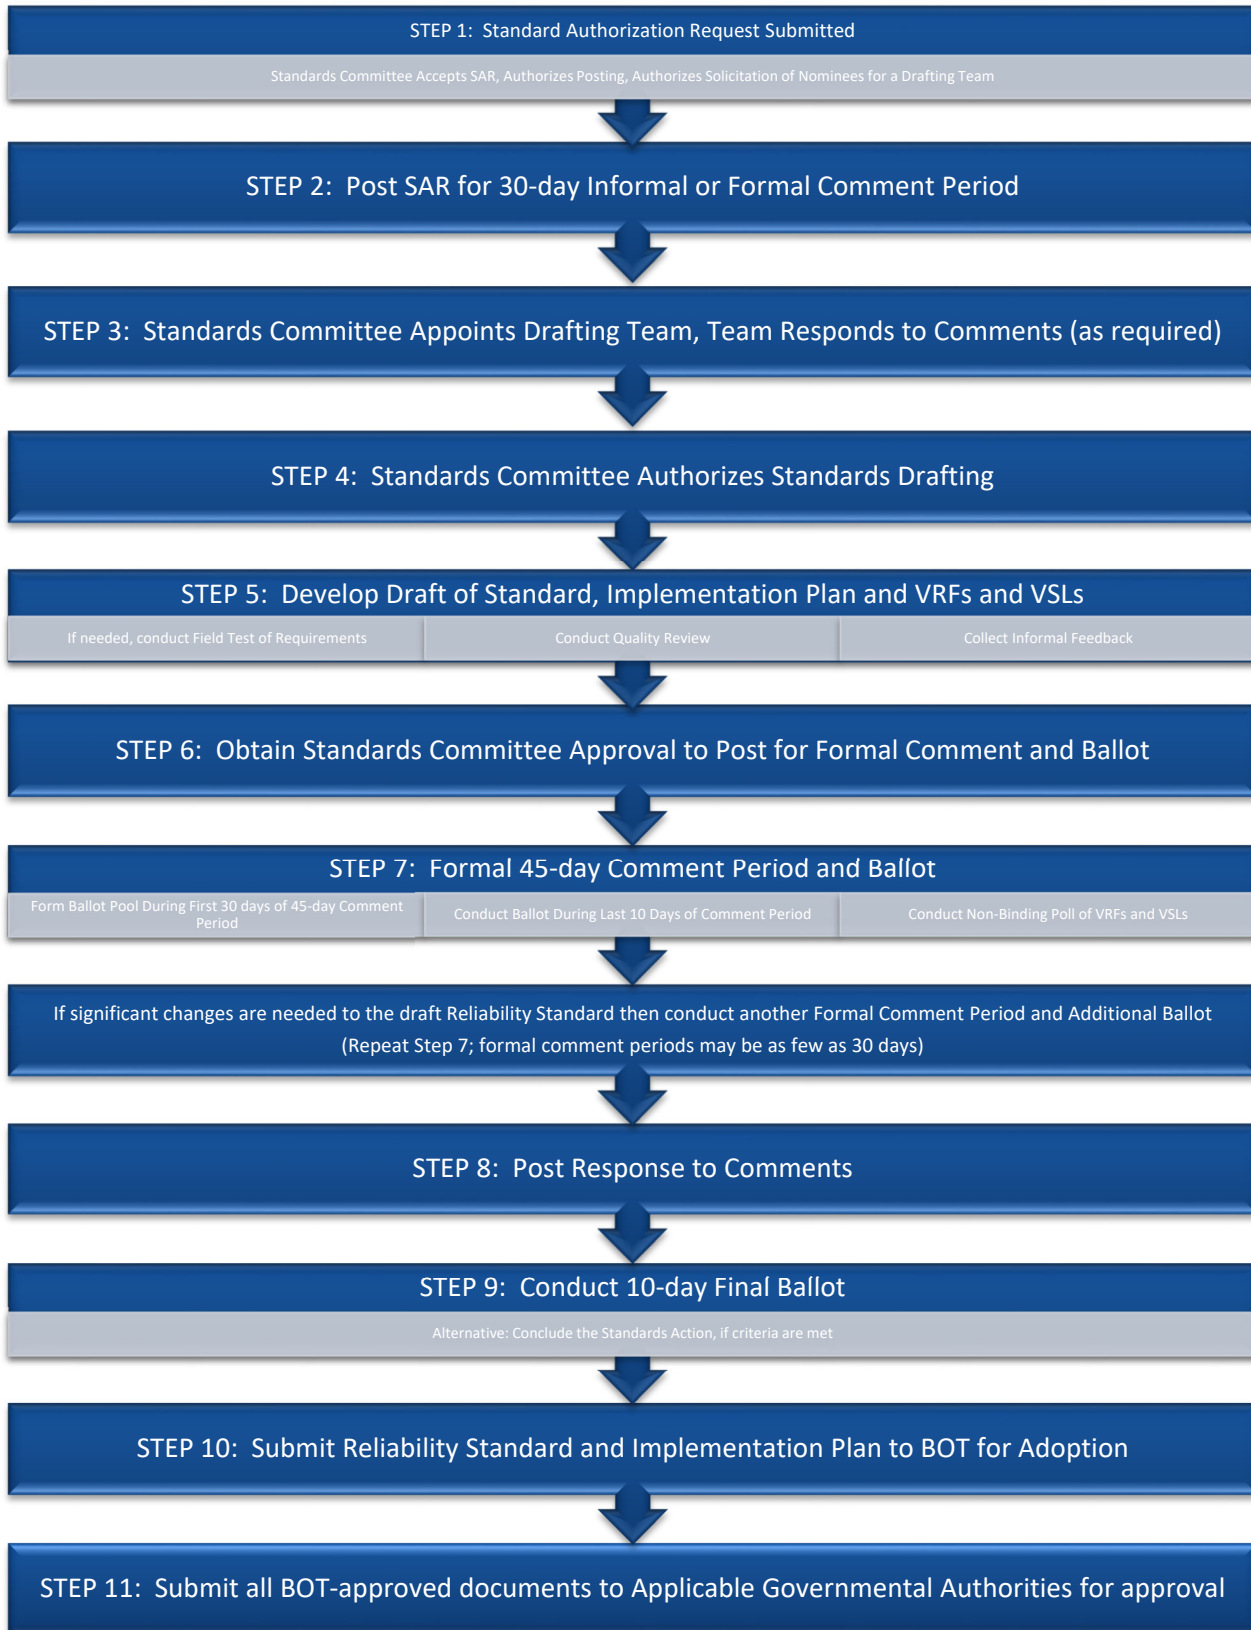 STEP 1: Standard Authorization Request Submitted
Standards Committee Accepts SAR, Authorizes Posting, Authorizes Solicitation of Nominees for a Drafting Team
STEP 2: Post SAR for 30-day Informal or Formal Comment Period
STEP 3: Standards Committee Appoints Drafting Team, Team Responds to Comments (as required)
STEP 4: Standards Committee Authorizes Standards Drafting
STEP 5: Develop Draft of Standard, Implementation Plan and VRFs and VSLs
If needed, conduct Field Test of Requirements
Conduct Quality Review
Collect Informal Feedback
STEP 6: Obtain Standards Committee Approval to Post for Formal Comment and Ballot
STEP 7: Formal 45-day Comment Period and Ballot
Form Ballot Pool During First 30 days of 45-day Comment
Period
Conduct Ballot During Last 10 Days of Comment Period
Conduct Non-Binding Poll of VRFs and VSLs
If significant changes are needed to the draft Reliability Standard then conduct another Formal Comment Period and Additional Ballot
(Repeat Step 7; formal comment periods may be as few as 30 days)
STEP 8: Post Response to Comments
STEP 9: Conduct 10-day Final Ballot
Alternative: Conclude the Standards Action, if criteria are met
STEP 10: Submit Reliability Standard and Implementation Plan to BOT for Adoption
STEP 11: Submit all BOT-approved documents to Applicable Governmental Authorities for approval